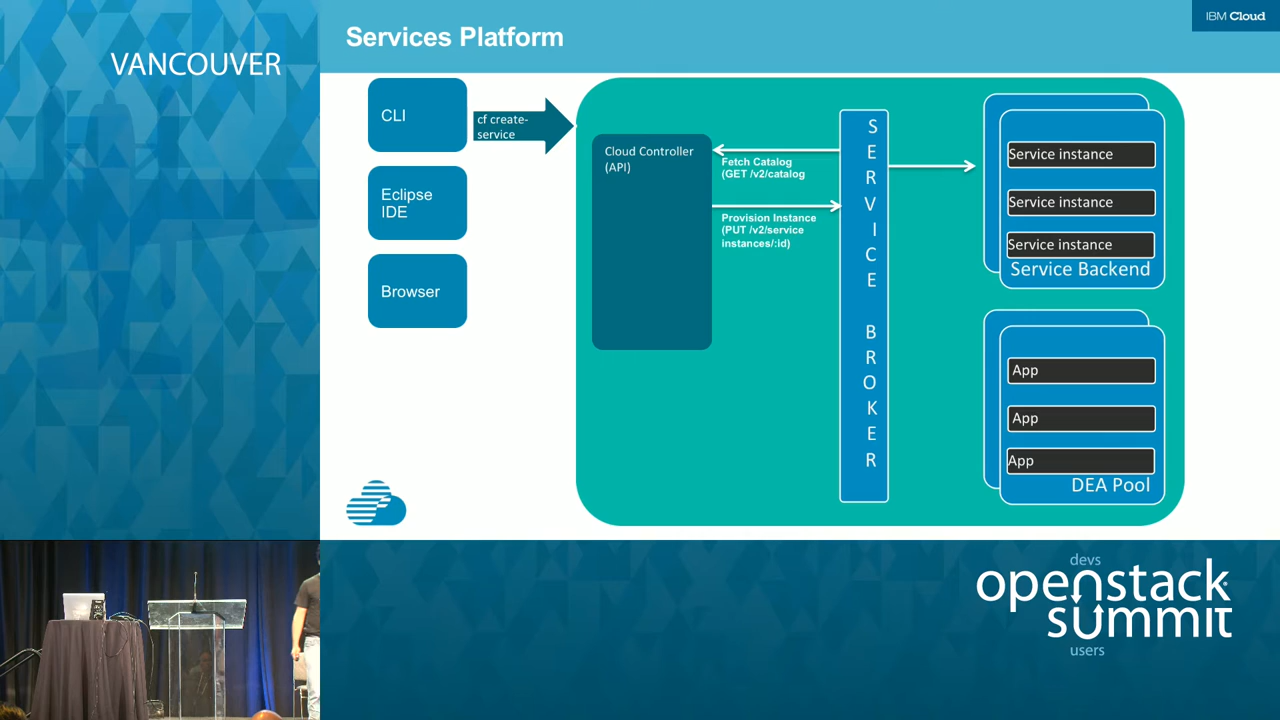 VANCOUVER
IBM Cloud
Services Platform
CLI
cf create-
service
Eclipse
IDE
Browser
Cloud Controller
(API)
Fetch Catalog
(GET /v2/catalog
Provision Instance
(PUT /v2/service
instances/:id)
SERVICE BROKER
Service instance
Service instance
Service instance
Service Backend
App
App
App
DEA Pool
devs
openstack
summit
users